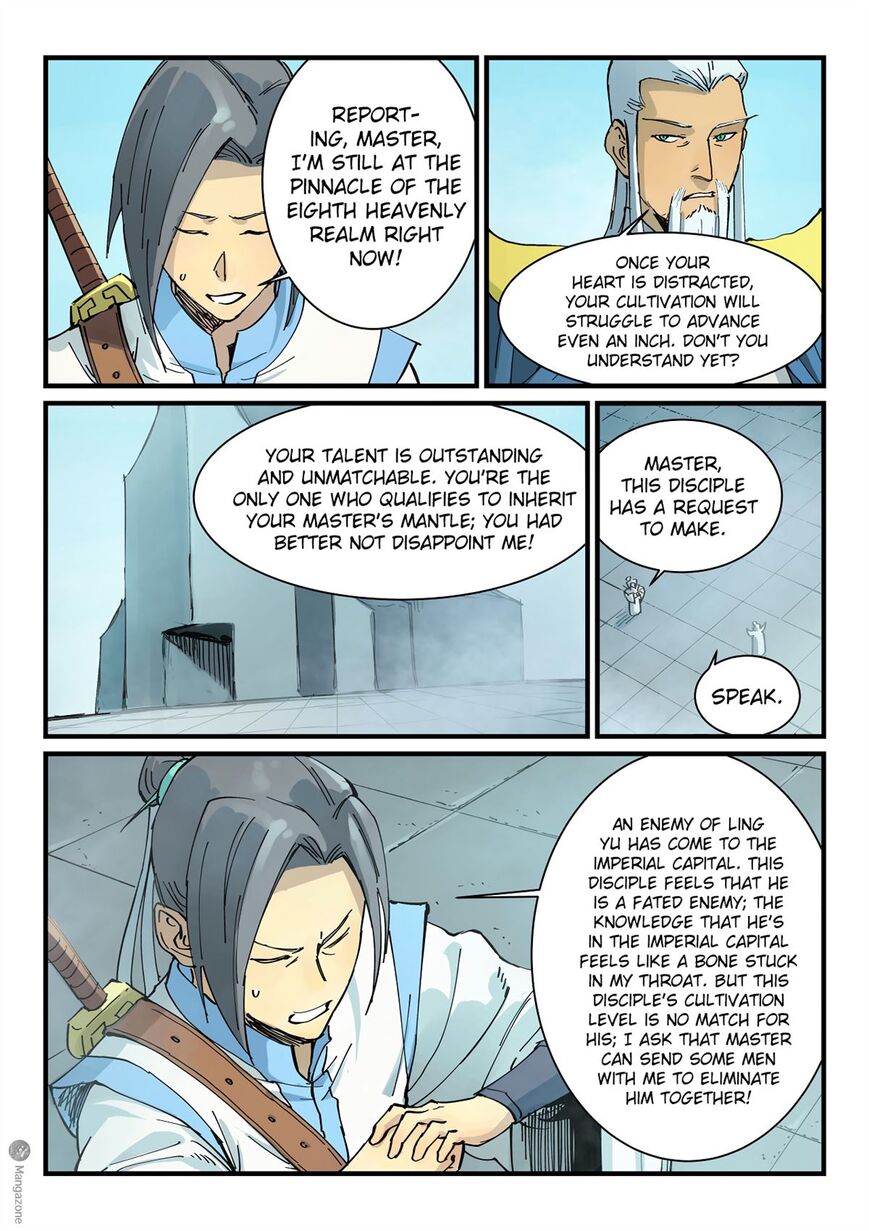 REPORT-
ING, MASTER,
I'M STILL AT THE
PINNACLE OF THE
EIGHTH HEAVENLY
REALM RIGHT
NOW!
ONCE YOUR
HEART IS DISTRACTED,
YOUR CULTIVATION WILL
STRUGGLE TO ADVANCE
EVEN AN INCH. DON'T YOU
UNDERSTAND YET?
YOUR TALENT IS OUTSTANDING
AND UNMATCHABLE. YOU'RE THE
ONLY ONE WHO QUALIFIES TO INHERIT
YOUR MASTER'S MANTLE; YOU HAD
BETTER NOT DISAPPOINT ME!
MASTER,
THIS DISCIPLE
HAS A REQUEST
TO MAKE.
SPEAK.
AN ENEMY OF LING
YU HAS COME TO THE
IMPERIAL CAPITAL. THIS
DISCIPLE FEELS THAT HE
IS A FATED ENEMY; THE
KNOWLEDGE THAT HE'S
IN THE IMPERIAL CAPITAL
FEELS LIKE A BONE STUCK
IN MY THROAT. BUT THIS
DISCIPLE'S CULTIVATION
LEVEL IS NO MATCH FOR
HIS; I ASK THAT MASTER
CAN SEND SOME MEN
WITH ME TO ELIMINATE
HIM TOGETHER!
Mangazone